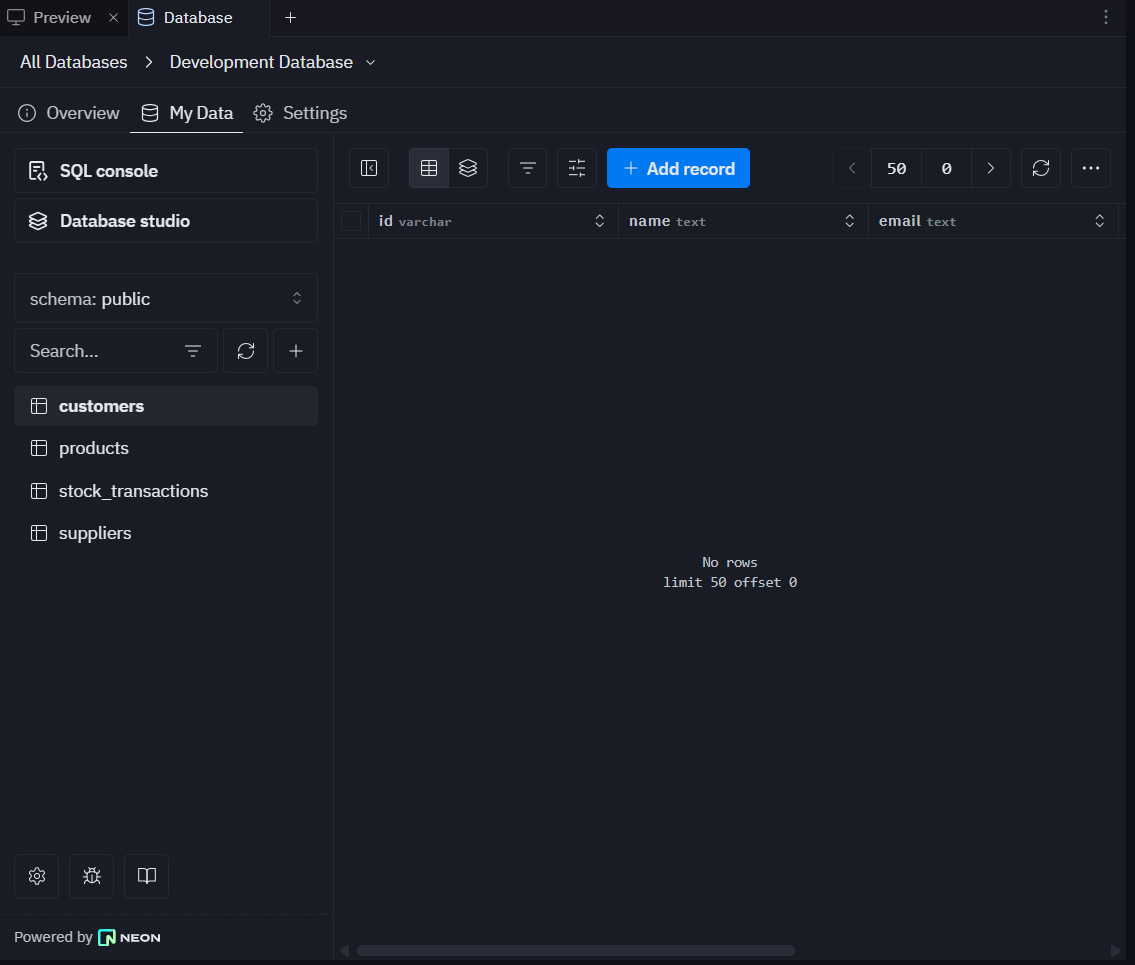 Preview
Database
All Databases
Development Database
Overview
My Data
Settings
SQL console
Database studio
schema: public
Search...
customers
products
stock_transactions
suppliers
Powered by NEON
Add record
50
0
id varchar
name text
email text
No rows
limit 50 offset 0